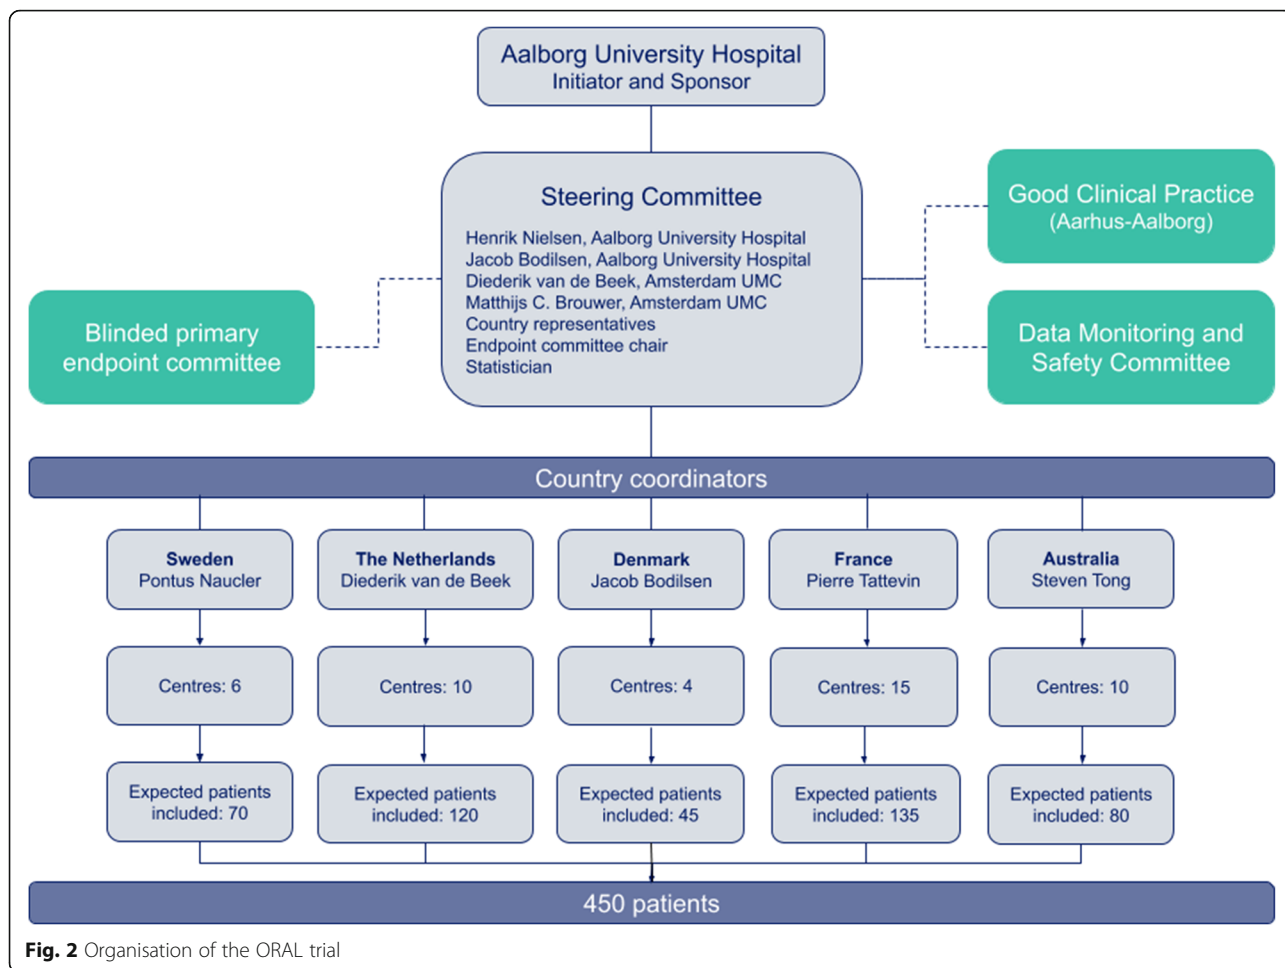 Aalborg University Hospital
Initiator and Sponsor
Steering Committee
Henrik Nielsen, Aalborg University Hospital
Jacob Bodilsen, Aalborg University Hospital
Diederik van de Beek, Amsterdam UMC
Matthijs C. Brouwer, Amsterdam UMC
Country representatives
Endpoint committee chair
Statistician
Good Clinical Practice
(Aarhus-Aalborg)
Blinded primary
endpoint committee
Data Monitoring and
Safety Committee
Country coordinators
Sweden
Pontus Naucler
The Netherlands
Diederik van de Beek
Denmark
Jacob Bodilsen
France
Pierre Tattevin
Australia
Steven Tong
Centres: 6
Centres: 10
Centres: 4
Centres: 15
Centres: 10
Expected patients
included: 70
Expected patients
included: 120
Expected patients
included: 45
Expected patients
included: 135
Expected patients
included: 80
450 patients
Fig. 2 Organisation of the ORAL trial